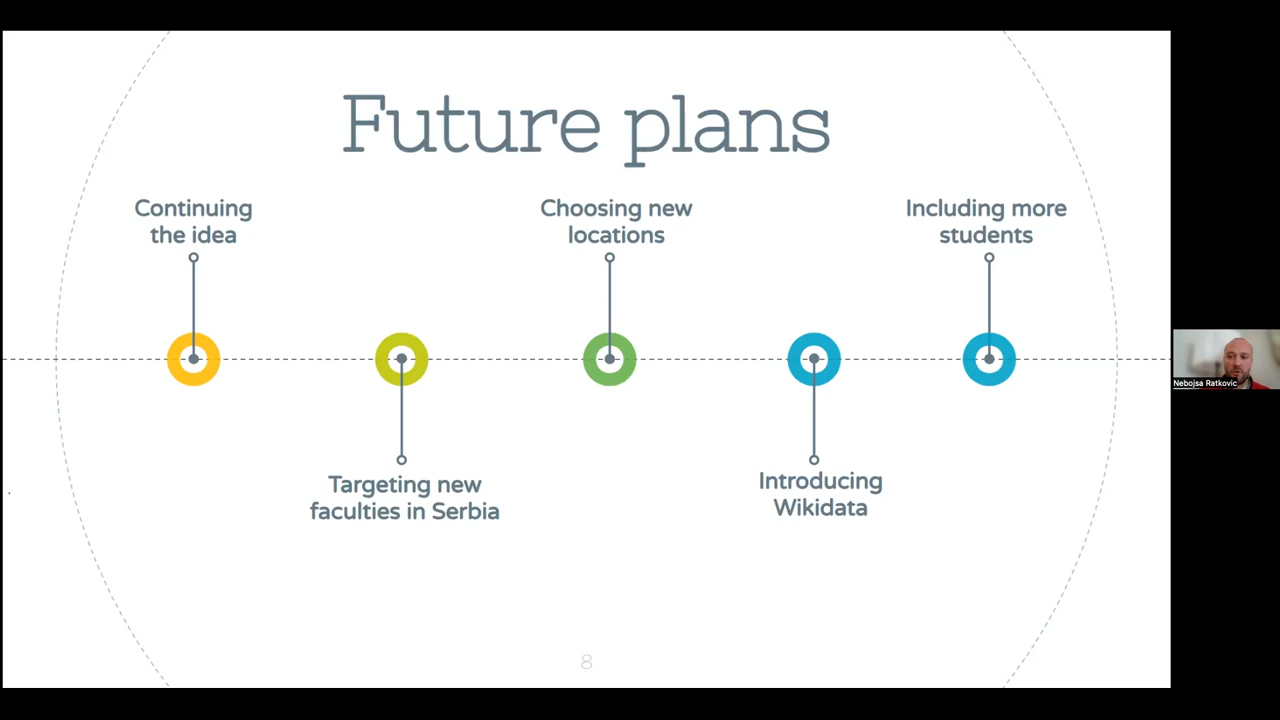 Future plans
Continuing
the idea
Choosing new
locations
Including more
students
Targeting new
faculties in Serbia
Introducing
Wikidata
8
Nebojsa Ratkovic